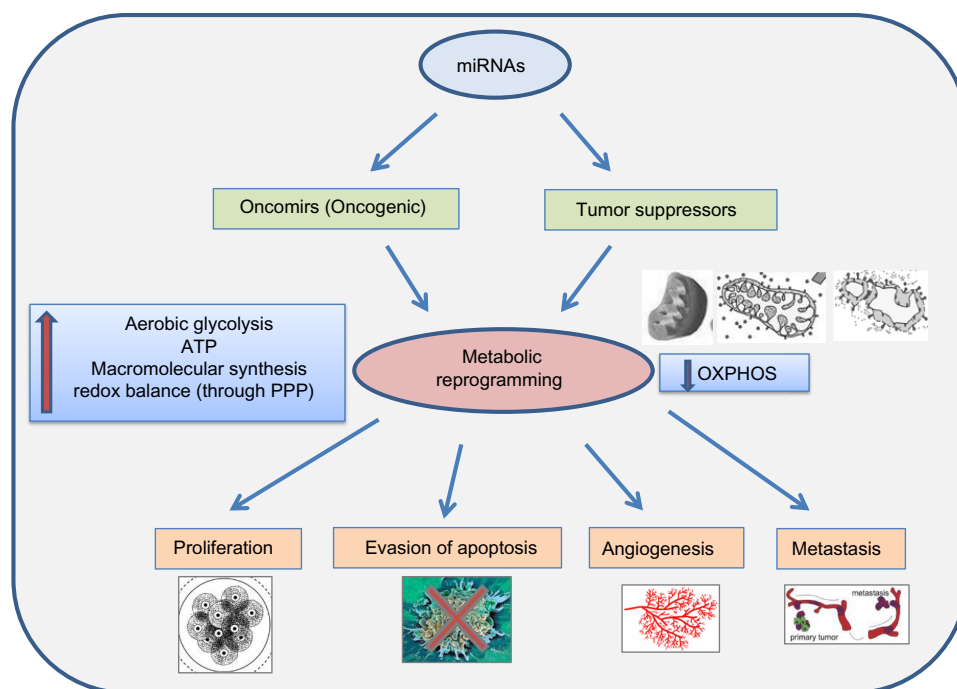 miRNAs
Oncomirs (Oncogenic)
Tumor suppressors
Aerobic glycolysis
ATP
Macromolecular synthesis
redox balance (through PPP)
Metabolic
reprogramming
OXPHOS
Proliferation
Evasion of apoptosis
Angiogenesis
Metastasis
metastasis
primary tumor